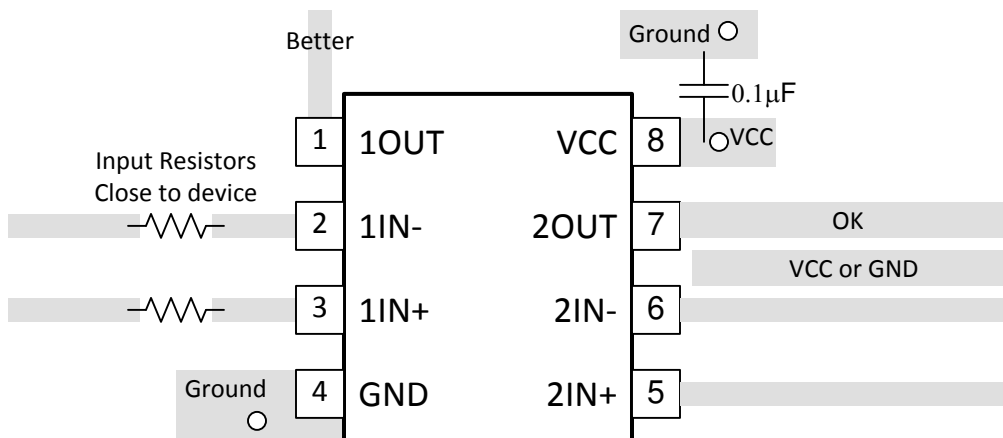 Better
Ground
0.1µF
1 1OUT VCC 8 VCC
Input Resistors
Close to device
2 1IN- 2OUT 7 OK
VCC or GND
3 1IN+ 2IN- 6
Ground
4 GND 2IN+ 5